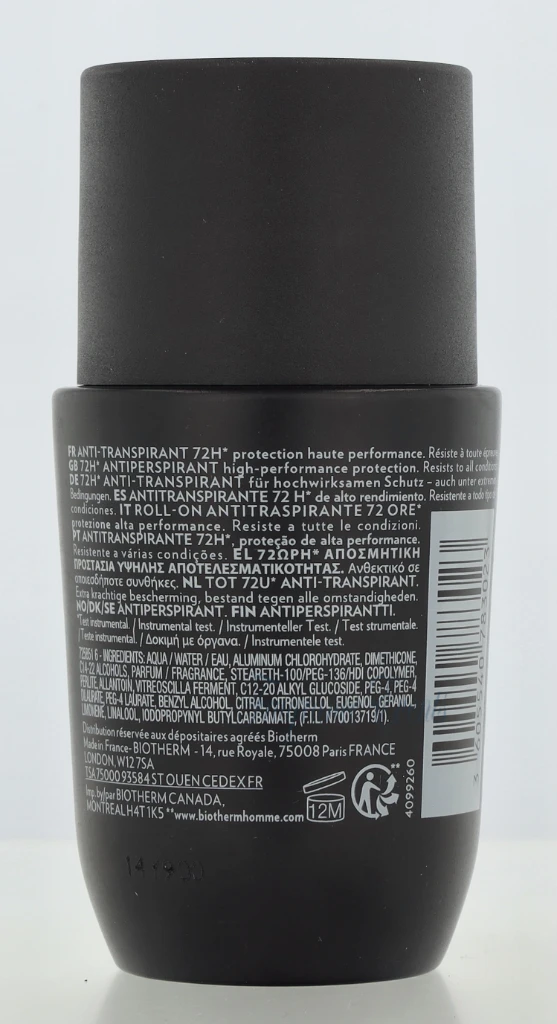 FR ANTI-TRANSPIRANT 72H* protection haute performance. Résiste à toute
GB 72H* ANTIPERSPIRANT high-performance protection. Resists to all
DE 72H* ANTI-TRANSPIRANT für hochwirksamen Schutz - auch unter
Bedingungen. ES ANTITRANSPIRANTE 72 H* de alto rendimiento. Resistente a todo
condiciones. IT ROLL-ON ANTITRASPIRANTE 72 ORE*
protezione alta performance. Resiste a tutte le condizioni.
PT ANTITRANSPIRANTE 72H*, proteção de alta performance.
Resistente a várias condições. EL 72ΩΡΗ* ΑΠΟΣΜΗΤΙΚΗ
ΠΡΟΣΤΑΣΙΑ ΥΨΗΛΗΣ ΑΠΟΤΕΛΕΣΜΑΤΙΚΟΤΗΤΑΣ. Ανθεκτικό σε
οποιεσδήποτε συνθήκες. NL TOT 72U* ANTI-TRANSPIRANT.
Extra krachtige bescherming, bestand tegen alle omstandigheden.
NO/DK/SE ANTIPERSPIRANT. FIN ANTIPERSPIRANTTI.
*Test instrumental. / Instrumental test. / Instrumenteller Test. / Test strumentale.
/Teste instrumental. / Δοκιμή με όργανα. / Instrumentele test.
725851 6 - INGREDIENTS: AQUA / WATER / EAU, ALUMINUM CHLOROHYDRATE, DIMETHICONE,
C14-22 ALCOHOLS, PARFUM / FRAGRANCE, STEARETH-100/PEG-136/HDI COPOLYMER,
PERLITE, ALLANTOIN, VITREOSCILLA FERMENT, C12-20 ALKYL GLUCOSIDE, PEG-4, PEG-4
DILAURATE, PEG-4 LAURATE, BENZYL ALCOHOL, CITRAL, CITRONELLOL, EUGENOL, GERANIOL,
LIMONENE, LINALOOL, IODOPROPYNYL BUTYLCARBAMATE, (F.I.L. N70013719/1).
Distribution réservée aux dépositaires agréés Biotherm
Made in France - BIOTHERM - 14, rue Royale, 75008 Paris FRANCE
LONDON, W12 7SA
TSA 75000 93584 ST OUEN CEDEX FR
Imp. by/par BIOTHERM CANADA,
MONTREAL H4T 1K5 **www.biothermhomme.com
12M
**
4099260